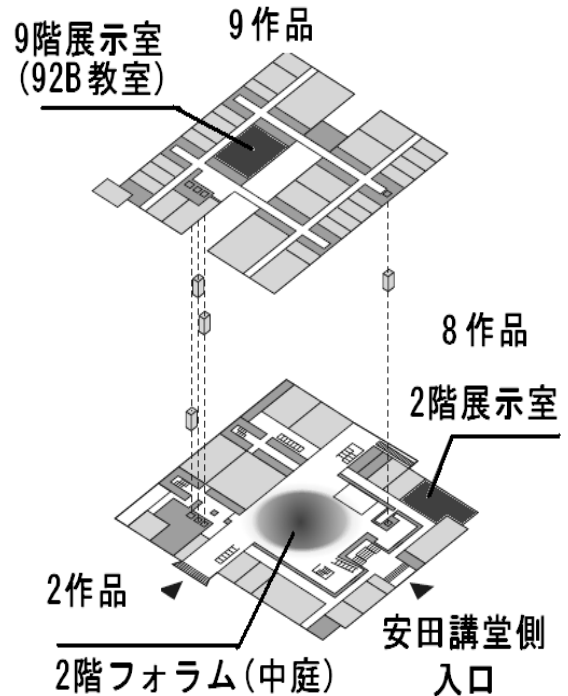 9作品
9階展示室
(92B教室)
8作品
2階展示室
2作品
2階フォラム(中庭)
安田講堂側
入口